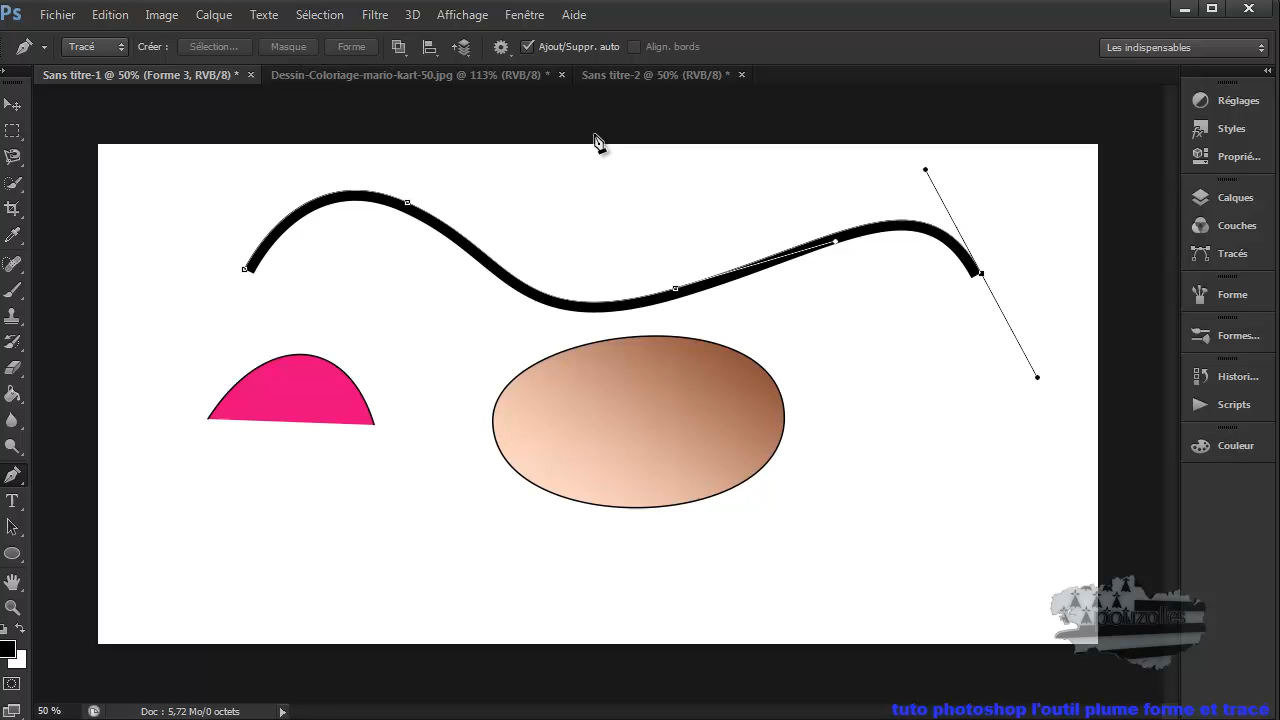 Ps Fichier Edition Image Calque Texte Sélection Filtre 3D Affichage Fenêtre Aide
Tracé Créer : Sélection... Masque Forme Ajout/Suppr. auto Align. bords Les indispensables
Sans titre-1 @ 50% (Forme 3, RVB/8) * × Dessin-Coloriage-mario-kart-50.jpg @ 113% (RVB/8) * × Sans titre-2 @ 50% (RVB/8) * ×
Réglages
Styles
Proprié...
Calques
Couches
Tracés
Forme
Formes...
Histori...
Scripts
Couleur
T
pouzolles
50 % Doc : 5,72 Mo/0 octets
tuto photoshop l'outil plume forme et tracé